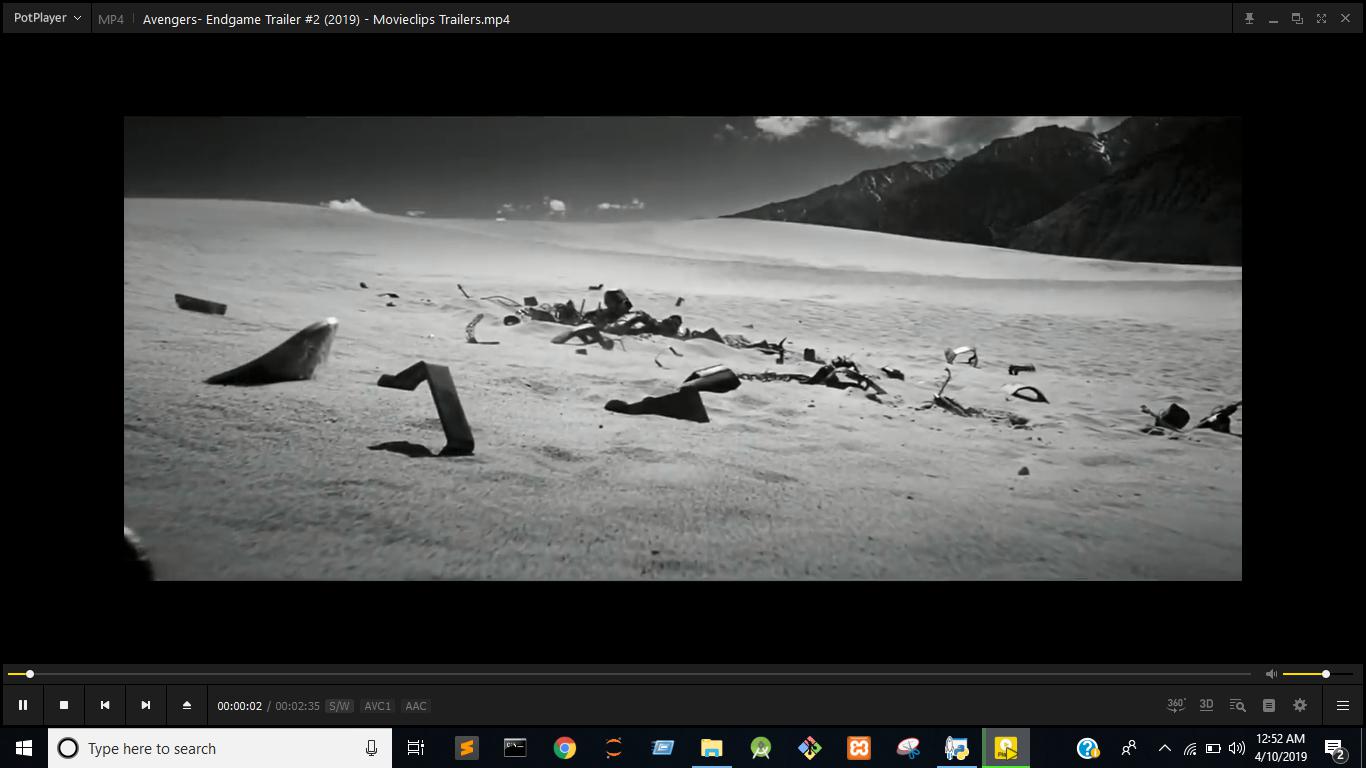 PotPlayer
MP4
Avengers- Endgame Trailer #2 (2019) - Movieclips Trailers.mp4
00:00:02 / 00:02:35 S/W AVC1 AAC
360°
3D
Type here to search
12:52 AM
4/10/2019
2